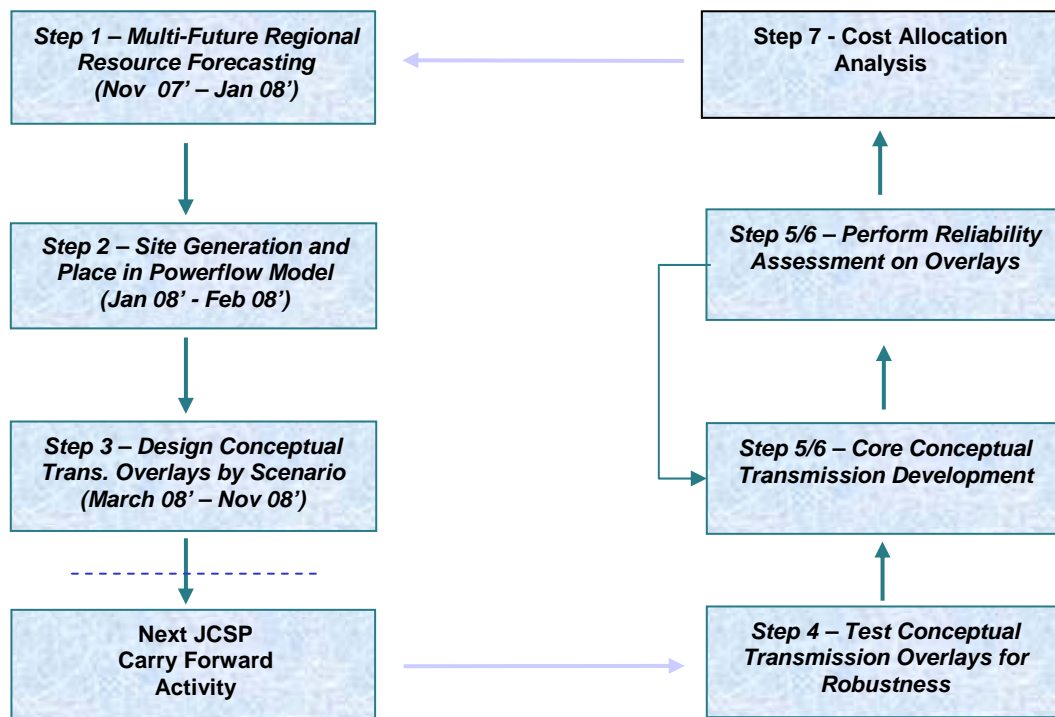 Step 1 – Multi-Future Regional
Resource Forecasting
(Nov 07’ – Jan 08’)
Step 2 – Site Generation and
Place in Powerflow Model
(Jan 08’ - Feb 08’)
Step 3 – Design Conceptual
Trans. Overlays by Scenario
(March 08’ – Nov 08’)
Next JCSP
Carry Forward
Activity
Step 4 – Test Conceptual
Transmission Overlays for
Robustness
Step 5/6 – Core Conceptual
Transmission Development
Step 5/6 – Perform Reliability
Assessment on Overlays
Step 7 - Cost Allocation
Analysis